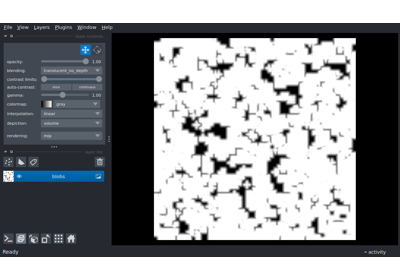 File View Layers Plugins Window Help
opacity: 1.00
blending: translucent_no_depth
contrast limits:
auto-contrast: once continuous
gamma: 1.00
colormap: gray
interpolation: linear
depiction: volume
rendering: mip
blobs
Ready
activity